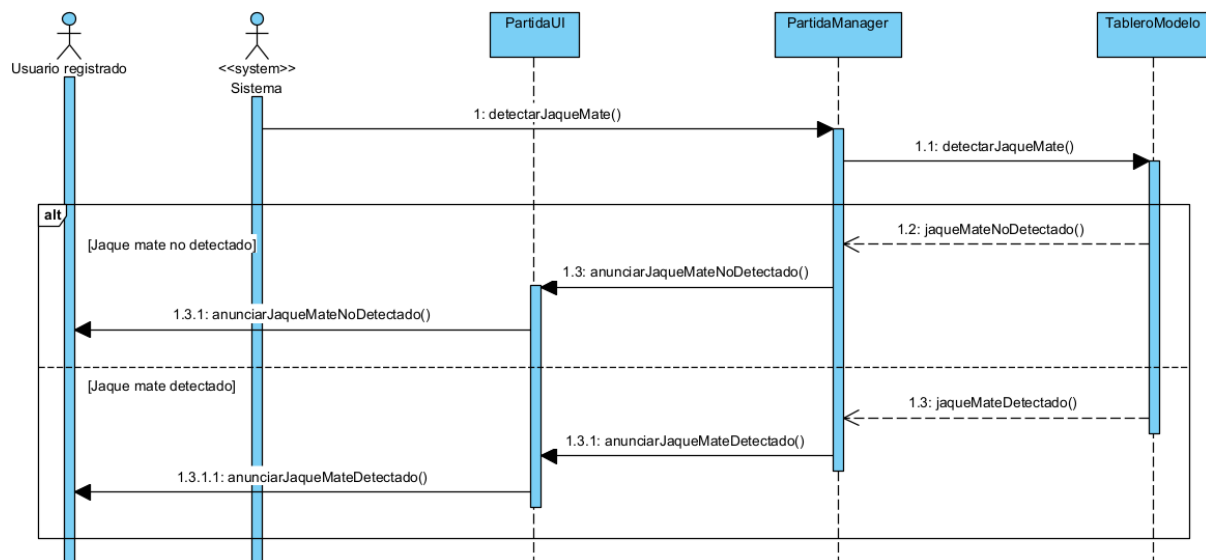 PartidaUI
PartidaManager
TableroModelo
Usuario registrado
<<system>>
Sistema
1: detectarJaqueMate()
1.1: detectarJaqueMate()
alt
[Jaque mate no detectado]
1.2: jaqueMateNoDetectado()
1.3: anunciarJaqueMateNoDetectado()
1.3.1: anunciarJaqueMateNoDetectado()
[Jaque mate detectado]
1.3: jaqueMateDetectado()
1.3.1: anunciarJaqueMateDetectado()
1.3.1.1: anunciarJaqueMateDetectado()